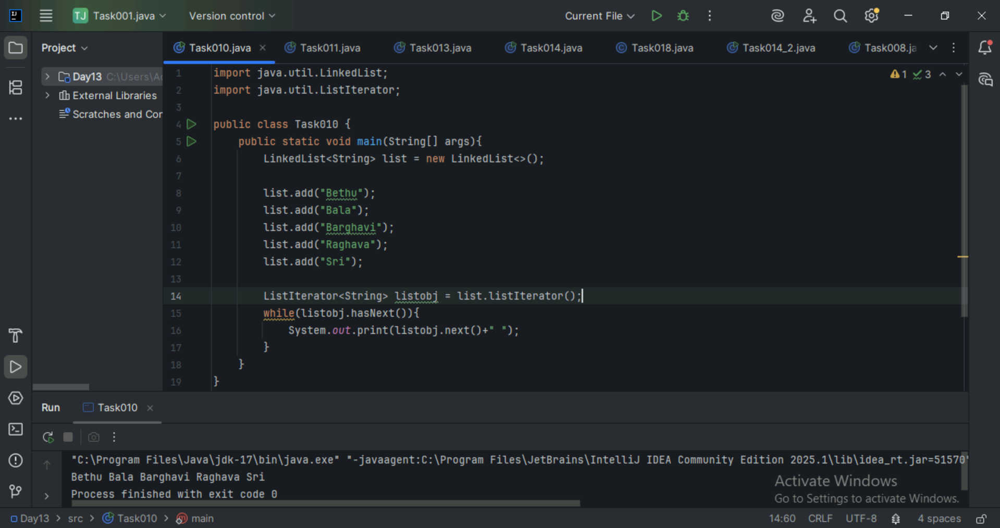 TJ Task001.java Version control Current File
Project
Task010.java Task011.java Task013.java Task014.java Task018.java Task014_2.java Task008.ja
Day13 C:\Users\Ac
External Libraries
Scratches and Cor
1 3
1 import java.util.LinkedList;
2 import java.util.ListIterator;
3
4 public class Task010 {
5 public static void main(String[] args){
6 LinkedList<String> list = new LinkedList<>();
7
8 list.add("Bethu");
9 list.add("Bala");
10 list.add("Barghavi");
11 list.add("Raghava");
12 list.add("Sri");
13
14 ListIterator<String> listobj = list.listIterator();
15 while(listobj.hasNext()){
16 System.out.print(listobj.next()+" ");
17 }
18 }
19 }
Run Task010
"C:\Program Files\Java\jdk-17\bin\java.exe" "-javaagent:C:\Program Files\JetBrains\IntelliJ IDEA Community Edition 2025.1\lib\idea_rt.jar=51570"
Bethu Bala Barghavi Raghava Sri
Process finished with exit code 0
Activate Windows
Go to Settings to activate Windows.
Day13 > src > Task010 > main 14:60 CRLF UTF-8 4 spaces